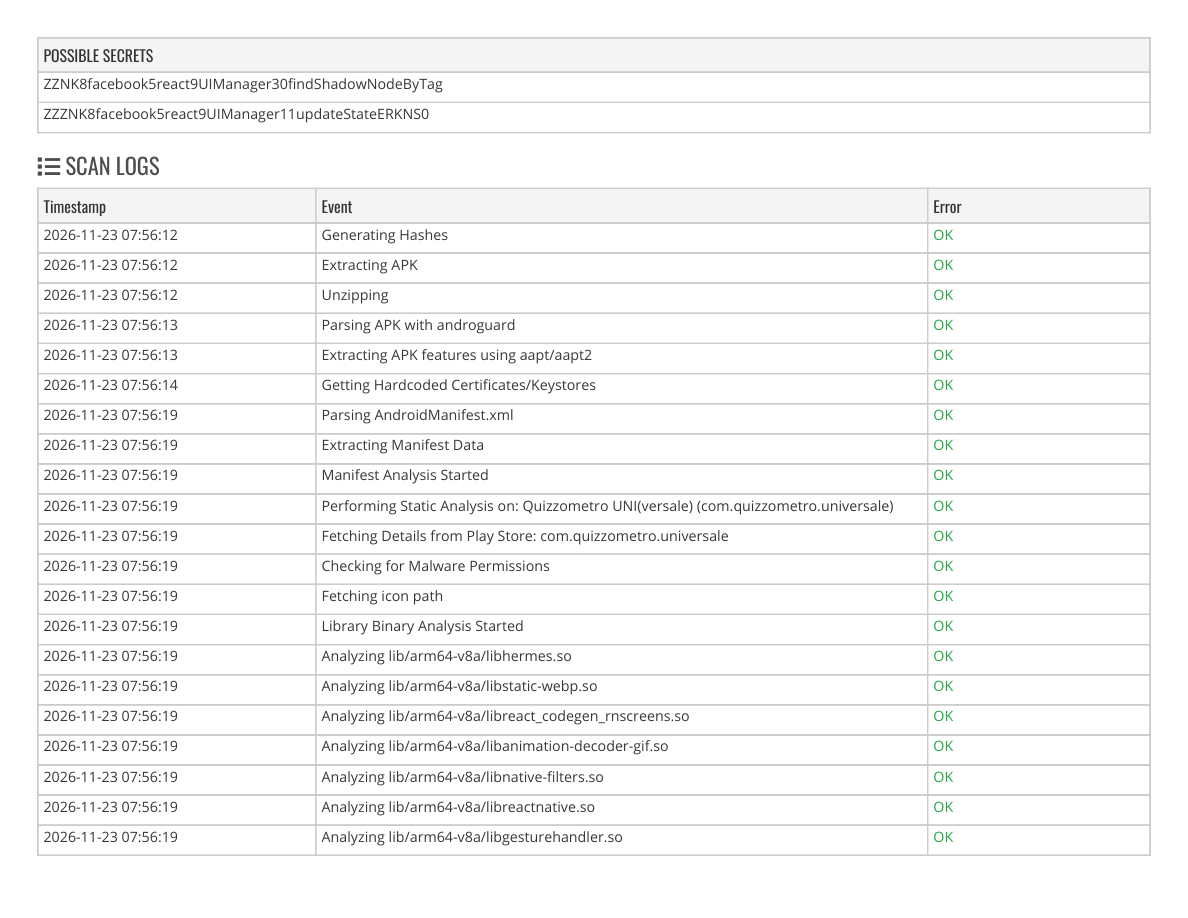 POSSIBLE SECRETS
ZZNK8facebook5react9UIManager30findShadowNodeByTag
ZZZNK8facebook5react9UIManager11updateStateERKNS0
SCAN LOGS
Timestamp Event Error
2026-11-23 07:56:12 Generating Hashes OK
2026-11-23 07:56:12 Extracting APK OK
2026-11-23 07:56:12 Unzipping OK
2026-11-23 07:56:13 Parsing APK with androguard OK
2026-11-23 07:56:13 Extracting APK features using aapt/aapt2 OK
2026-11-23 07:56:14 Getting Hardcoded Certificates/Keystores OK
2026-11-23 07:56:19 Parsing AndroidManifest.xml OK
2026-11-23 07:56:19 Extracting Manifest Data OK
2026-11-23 07:56:19 Manifest Analysis Started OK
2026-11-23 07:56:19 Performing Static Analysis on: Quizzometro UNI(versale) (com.quizzometro.universale) OK
2026-11-23 07:56:19 Fetching Details from Play Store: com.quizzometro.universale OK
2026-11-23 07:56:19 Checking for Malware Permissions OK
2026-11-23 07:56:19 Fetching icon path OK
2026-11-23 07:56:19 Library Binary Analysis Started OK
2026-11-23 07:56:19 Analyzing lib/arm64-v8a/libhermes.so OK
2026-11-23 07:56:19 Analyzing lib/arm64-v8a/libstatic-webp.so OK
2026-11-23 07:56:19 Analyzing lib/arm64-v8a/libreact_codegen_rnscreens.so OK
2026-11-23 07:56:19 Analyzing lib/arm64-v8a/libanimation-decoder-gif.so OK
2026-11-23 07:56:19 Analyzing lib/arm64-v8a/libnative-filters.so OK
2026-11-23 07:56:19 Analyzing lib/arm64-v8a/libreactnative.so OK
2026-11-23 07:56:19 Analyzing lib/arm64-v8a/libgesturehandler.so OK